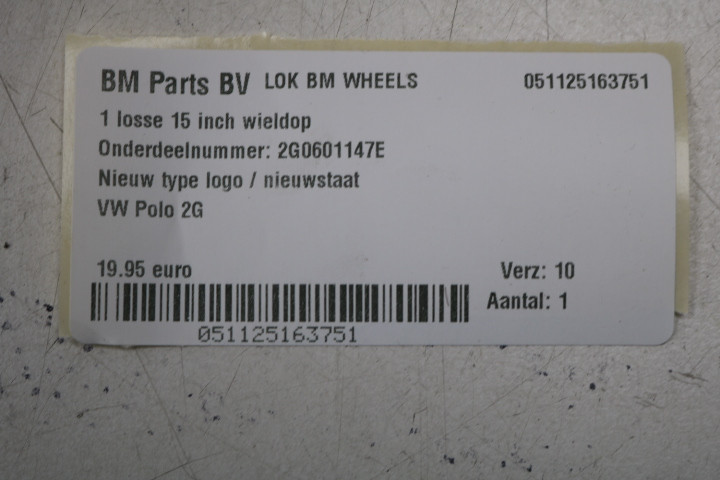 BM Parts BV LOK BM WHEELS 051125163751
1 losse 15 inch wieldop
Onderdeelnummer: 2G0601147E
Nieuw type logo / nieuwstaat
VW Polo 2G
19.95 euro Verz: 10
Aantal: 1
051125163751